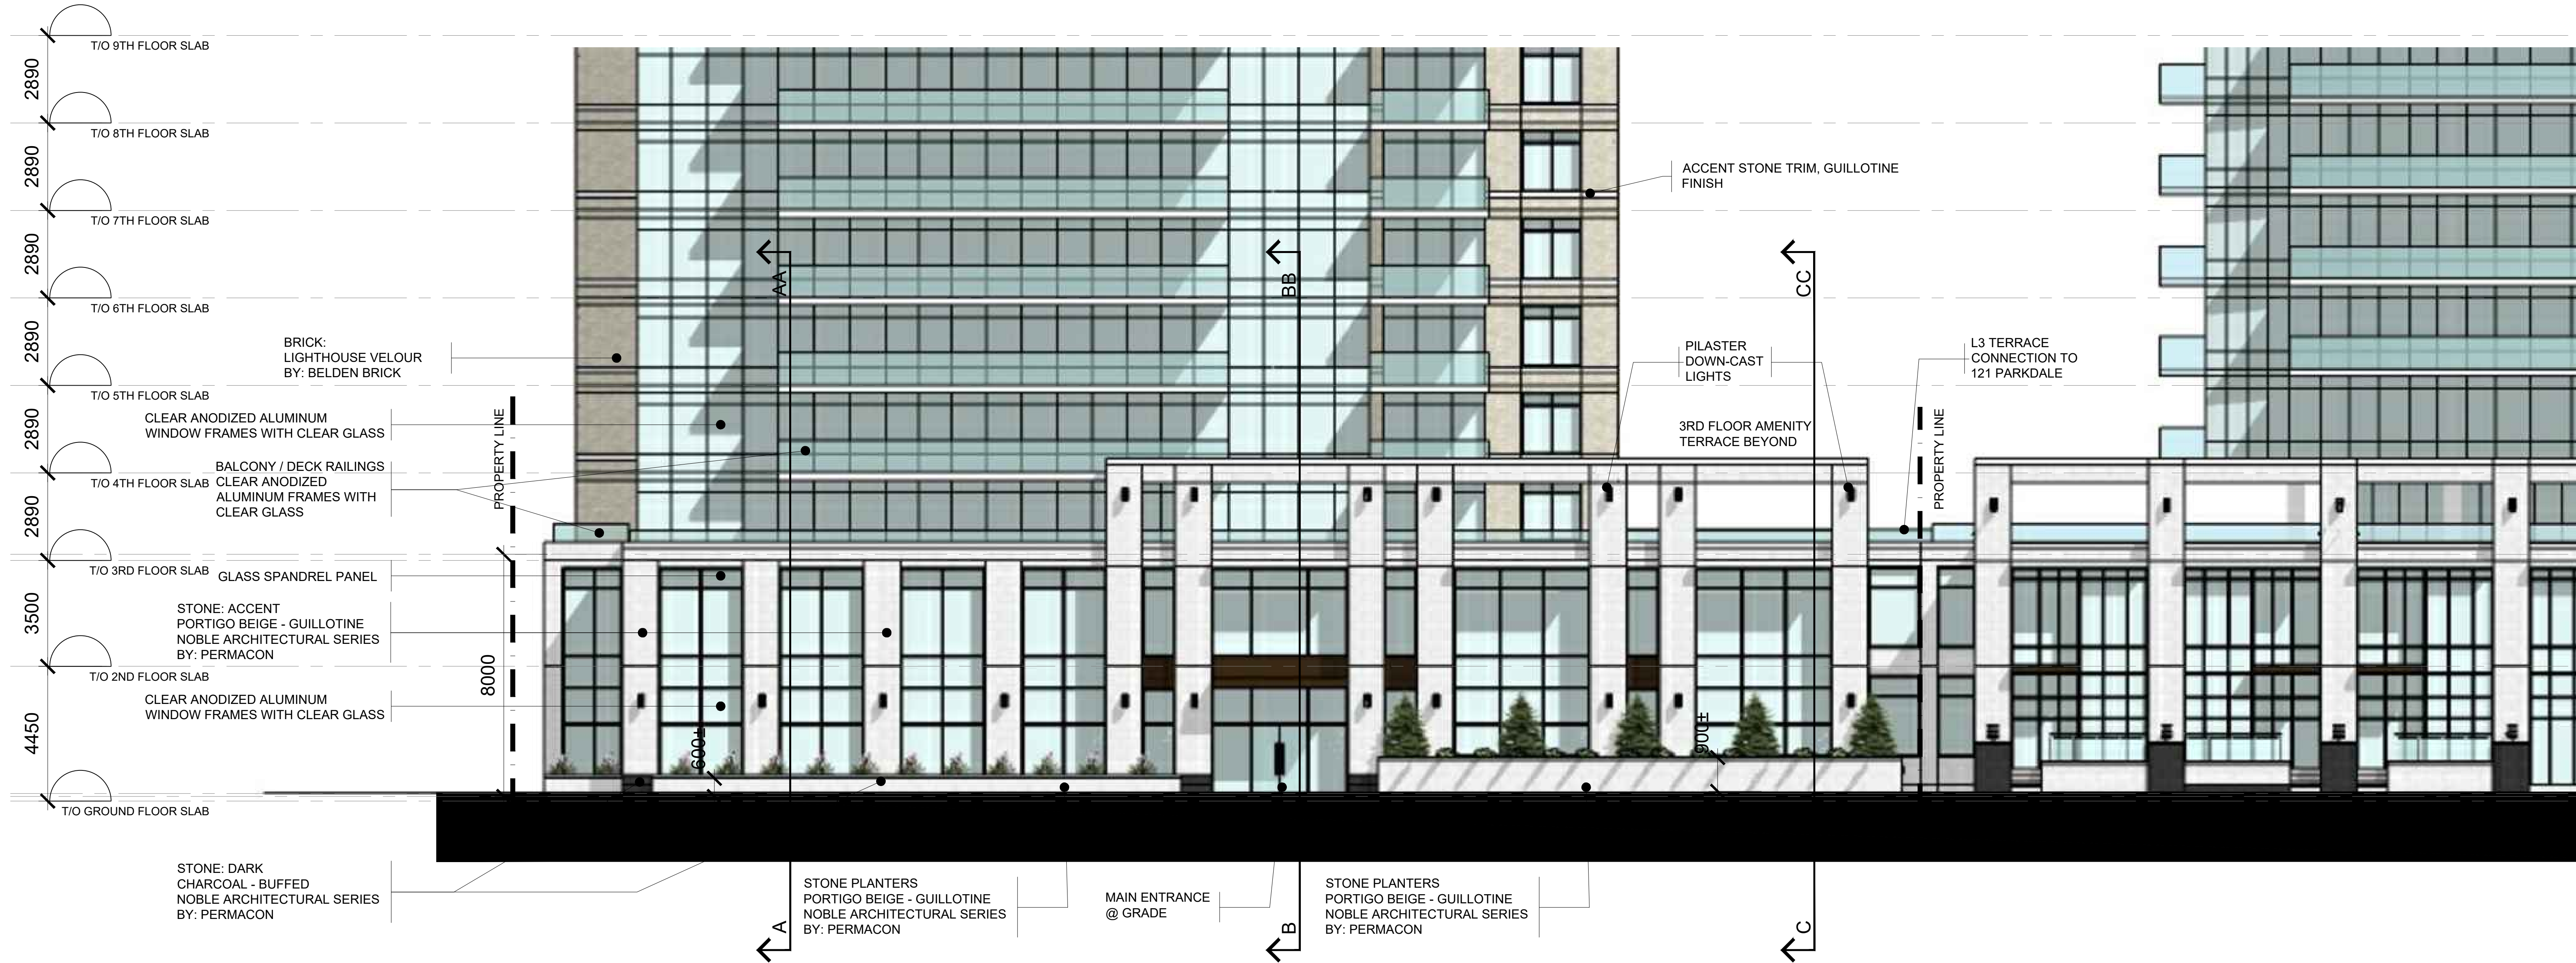 T/O 9TH FLOOR SLAB
2890
T/O 8TH FLOOR SLAB
2890
T/O 7TH FLOOR SLAB
2890
T/O 6TH FLOOR SLAB
2890
T/O 5TH FLOOR SLAB
2890
T/O 4TH FLOOR SLAB
2890
T/O 3RD FLOOR SLAB
3500
T/O 2ND FLOOR SLAB
4450
T/O GROUND FLOOR SLAB
BRICK:
LIGHTHOUSE VELOUR
BY: BELDEN BRICK
CLEAR ANODIZED ALUMINUM
WINDOW FRAMES WITH CLEAR GLASS
BALCONY / DECK RAILINGS
CLEAR ANODIZED
ALUMINUM FRAMES WITH
CLEAR GLASS
GLASS SPANDREL PANEL
STONE: ACCENT
PORTIGO BEIGE - GUILLOTINE
NOBLE ARCHITECTURAL SERIES
BY: PERMACON
CLEAR ANODIZED ALUMINUM
WINDOW FRAMES WITH CLEAR GLASS
STONE: DARK
CHARCOAL - BUFFED
NOBLE ARCHITECTURAL SERIES
BY: PERMACON
PROPERTY LINE
8000
600±
AA
BB
CC
ACCENT STONE TRIM, GUILLOTINE
FINISH
PILASTER
DOWN-CAST
LIGHTS
3RD FLOOR AMENITY
TERRACE BEYOND
L3 TERRACE
CONNECTION TO
121 PARKDALE
PROPERTY LINE
900±
A
STONE PLANTERS
PORTIGO BEIGE - GUILLOTINE
NOBLE ARCHITECTURAL SERIES
BY: PERMACON
MAIN ENTRANCE
@ GRADE
B
STONE PLANTERS
PORTIGO BEIGE - GUILLOTINE
NOBLE ARCHITECTURAL SERIES
BY: PERMACON
C